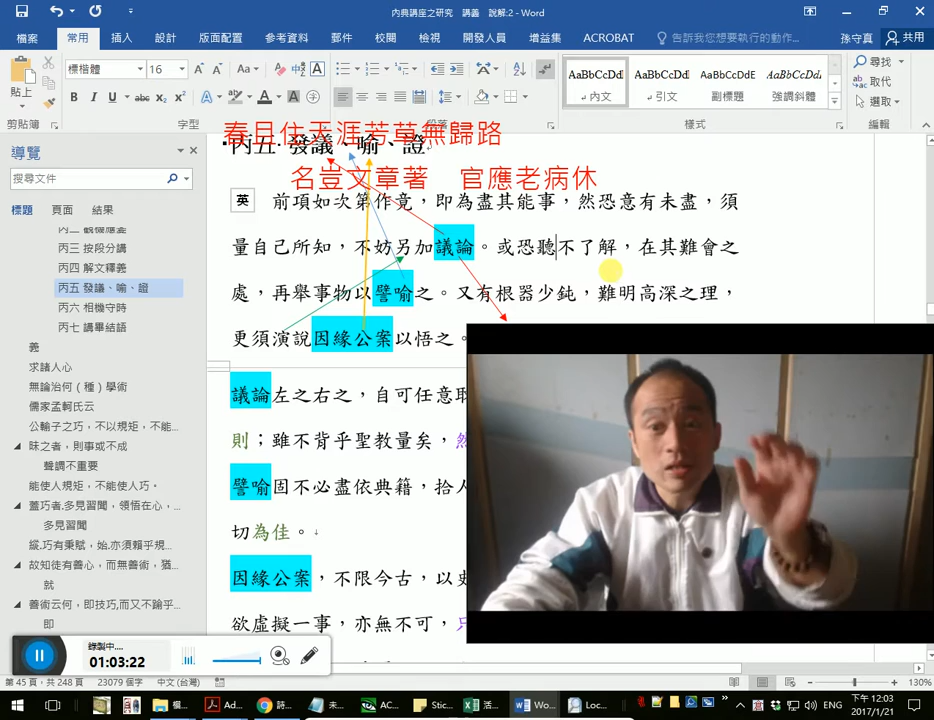 內典講座之研究 講義 說解:2 - Word
檔案 常用 插入 設計 版面配置 參考資料 郵件 校閱 檢視 開發人員 增益集 ACROBAT 告訴我您想要執行的動作... 孫守真 共用
貼上
標楷體 16 A A Aa A
AaBbCcDdI AaBbCcDdI AaBbCcDdE AaBbCcDdI
尋找
取代
B I U abc x₂ x² A A A
內文 引文 副標題 強調斜體
選取
剪貼簿 字型 段落 樣式 編輯
春且住天涯芳草無歸路
導覽
丙五 發議、喻、證
搜尋文件
名豈文章著 官應老病休
標題 頁面 結果
英 前項如次第作竟,即為盡其能事,然恐意有未盡,須
量自己所知,不妨另加議論。或恐聽不了解,在其難會之
處,再舉事物以譬喻之。又有根器少鈍,難明高深之理,
更須演說因緣公案以悟之。
議論左之右之,自可任意
則;雖不背乎聖教量矣,
譬喻固不必盡依典籍,拾人
切為佳。
因緣公案,不限今古,以
欲虛擬一事,亦無不可,
丙三 按段分講
丙四 解文釋義
丙五 發議、喻、證
丙六 相機守時
丙七 講畢結語
義
求諸人心
無論治何(種)學術
儒家孟軻氏云
公輸子之巧,不以規矩,不能...
昧之者,則事或不成
聲調不重要
能使人規矩,不能使人巧。
蓋巧者.多見習聞,領悟在心,...
多見習聞
縱.巧有秉賦,始.亦須賴乎規...
故知徒有善心,而無善術,猶...
就
善術云何,即技巧,而又不踰乎...
即
錄製中....
01:03:22
第 45 頁,共 248 頁 23079 個字 中文 (台灣) 130%
Ad... AC... Stic... 活... Wo... Loc... ENG
下午 12:03
2017/1/21